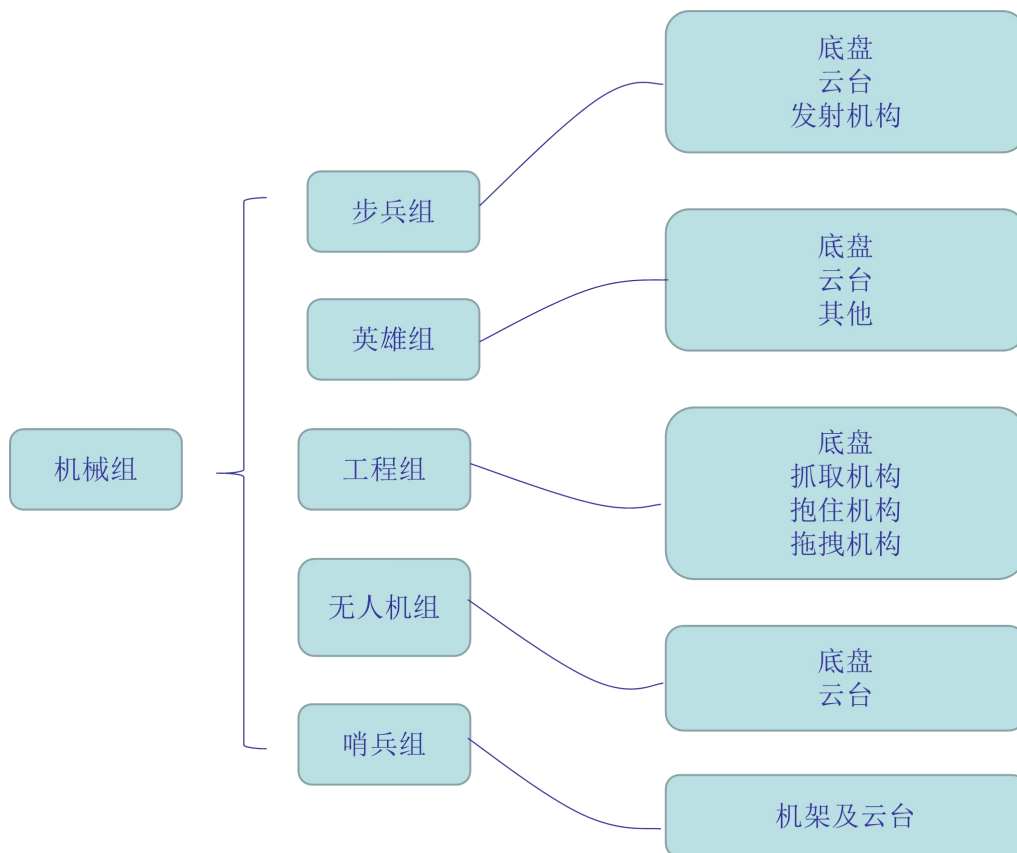 机械组
步兵组
底盘
云台
发射机构
英雄组
底盘
云台
其他
工程组
底盘
抓取机构
抱住机构
拖拽机构
无人机组
底盘
云台
哨兵组
机架及云台